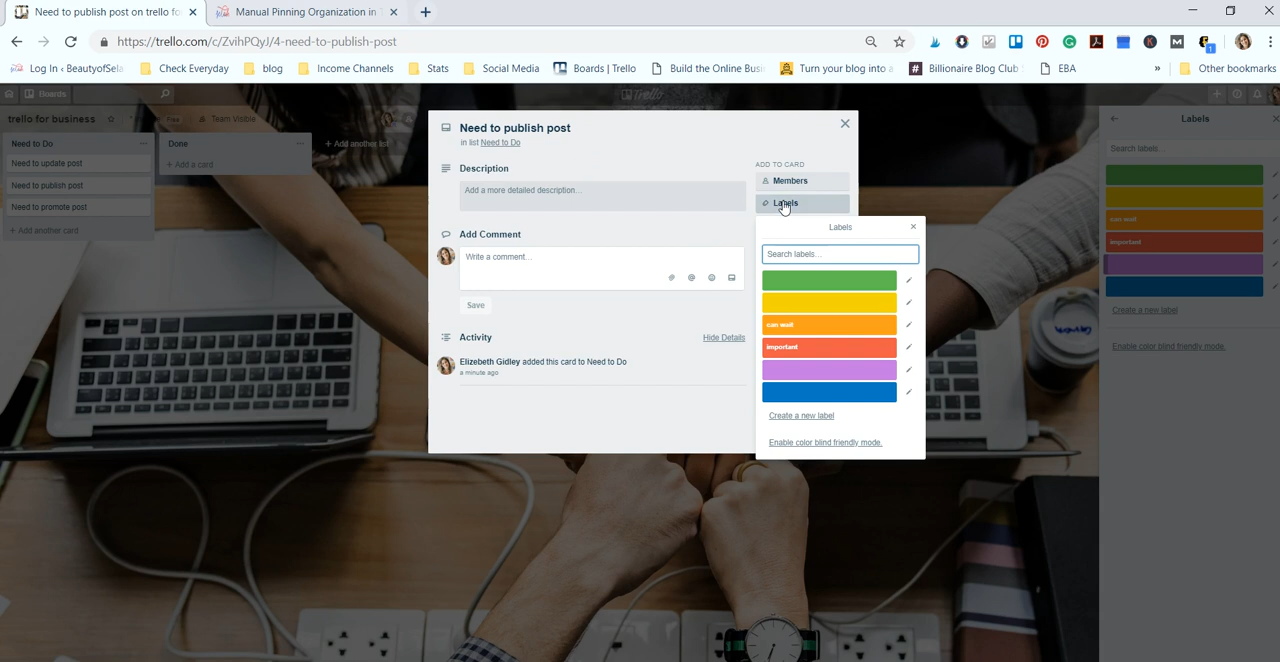 Need to publish post on trello fo
Manual Pinning Organization in T
https://trello.com/c/ZvihPQyJ/4-need-to-publish-post
Log In ‹ BeautyofSela
Check Everyday
blog
Income Channels
Stats
Social Media
Boards | Trello
Build the Online Busi
Turn your blog into a
Billionaire Blog Club
EBA
»
Other bookmarks
Boards
Trello
trello for business
Free
Team Visible
Need to Do
Need to update post
Need to publish post
Need to promote post
+ Add another card
Done
+ Add a card
+ Add another list
Need to publish post
in list Need to Do
Description
Add a more detailed description...
Add Comment
Write a comment...
Save
Activity
Hide Details
Elizebeth Gidley added this card to Need to Do
a minute ago
ADD TO CARD
Members
Labels
Labels
Search labels...
can wait
important
Create a new label
Enable color blind friendly mode.
Labels
Search labels...
can wait
important
Create a new label
Enable color blind friendly mode.